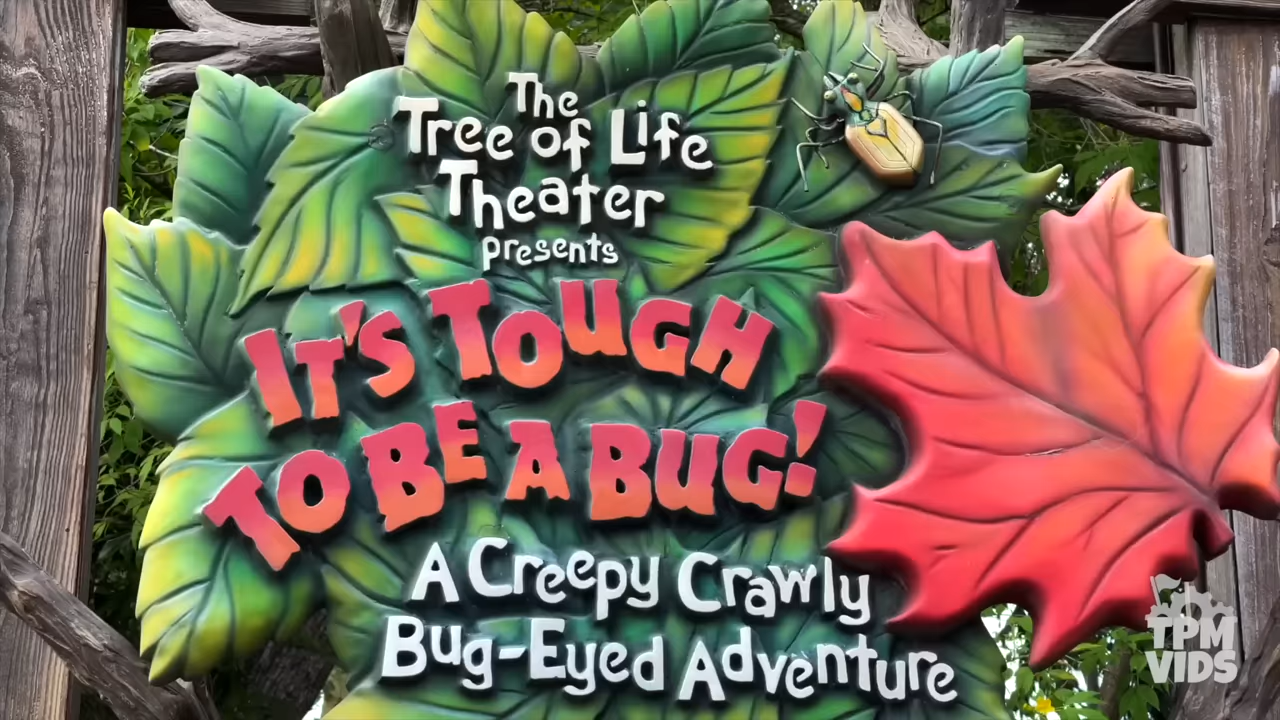 The
Tree of Life
Theater
presents
It's Tough
To Be A Bug!
A Creepy Crawly
Bug-Eyed Adventure
TPM
VIDS